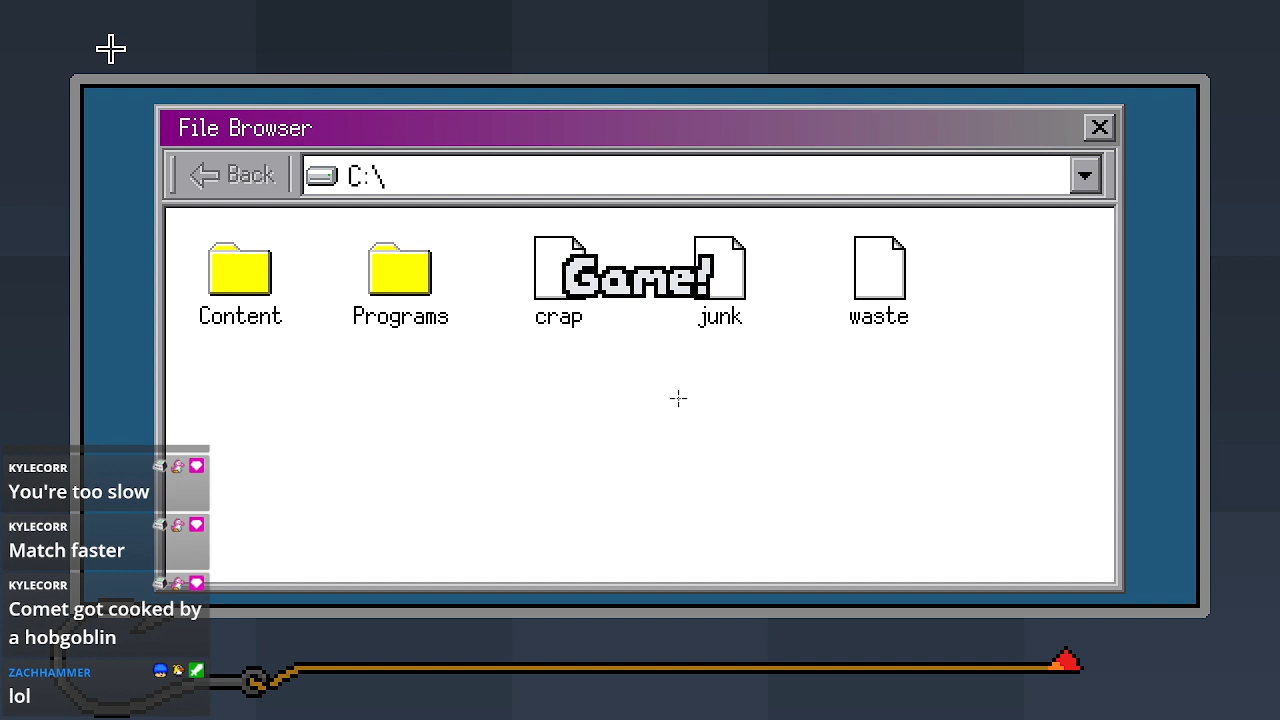 File Browser
Back
C:\
Game!
Content
Programs
crap
junk
waste
KYLECORR
You're too slow
KYLECORR
Match faster
KYLECORR
Comet got cooked by
a hobgoblin
ZACHHAMMER
lol